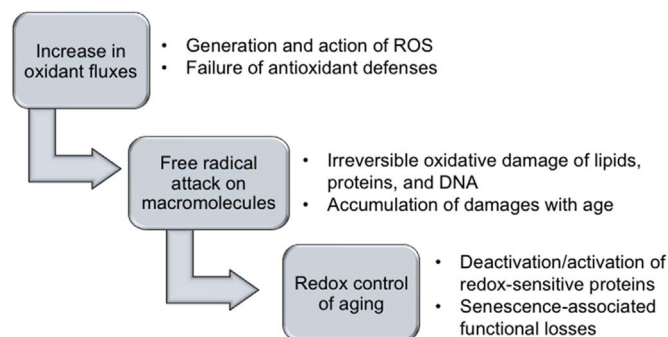 Increase in
oxidant fluxes
• Generation and action of ROS
• Failure of antioxidant defenses
Free radical
attack on
macromolecules
• Irreversible oxidative damage of lipids,
proteins, and DNA
• Accumulation of damages with age
Redox control
of aging
• Deactivation/activation of
redox-sensitive proteins
• Senescence-associated
functional losses